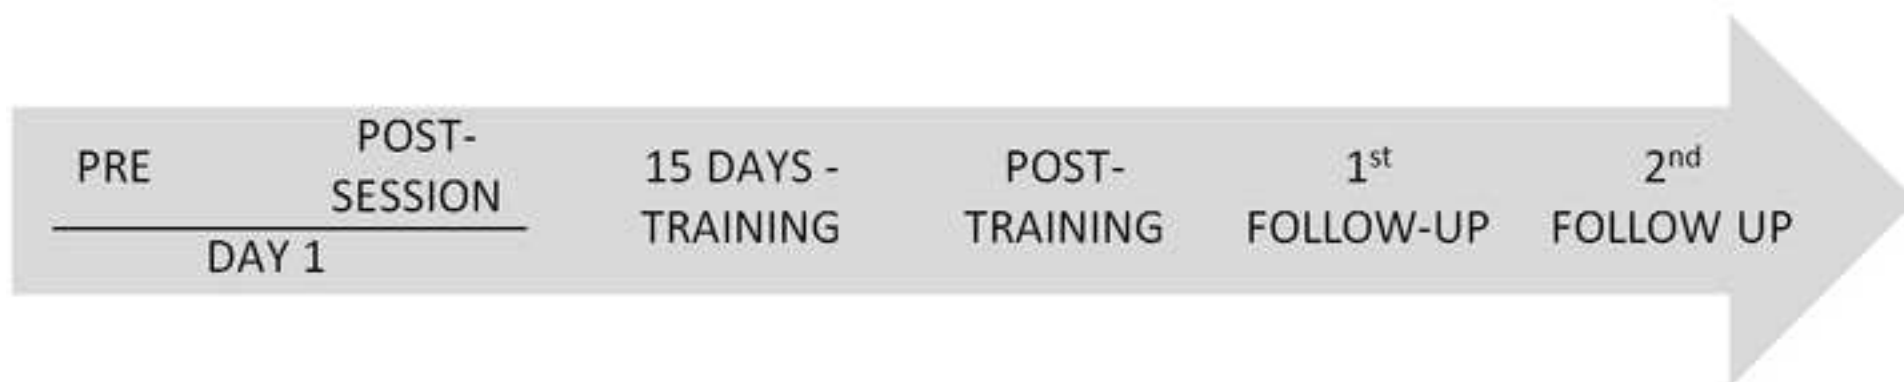 PRE
POST-
SESSION
DAY 1
15 DAYS -
TRAINING
POST-
TRAINING
1st
FOLLOW-UP
2nd
FOLLOW UP